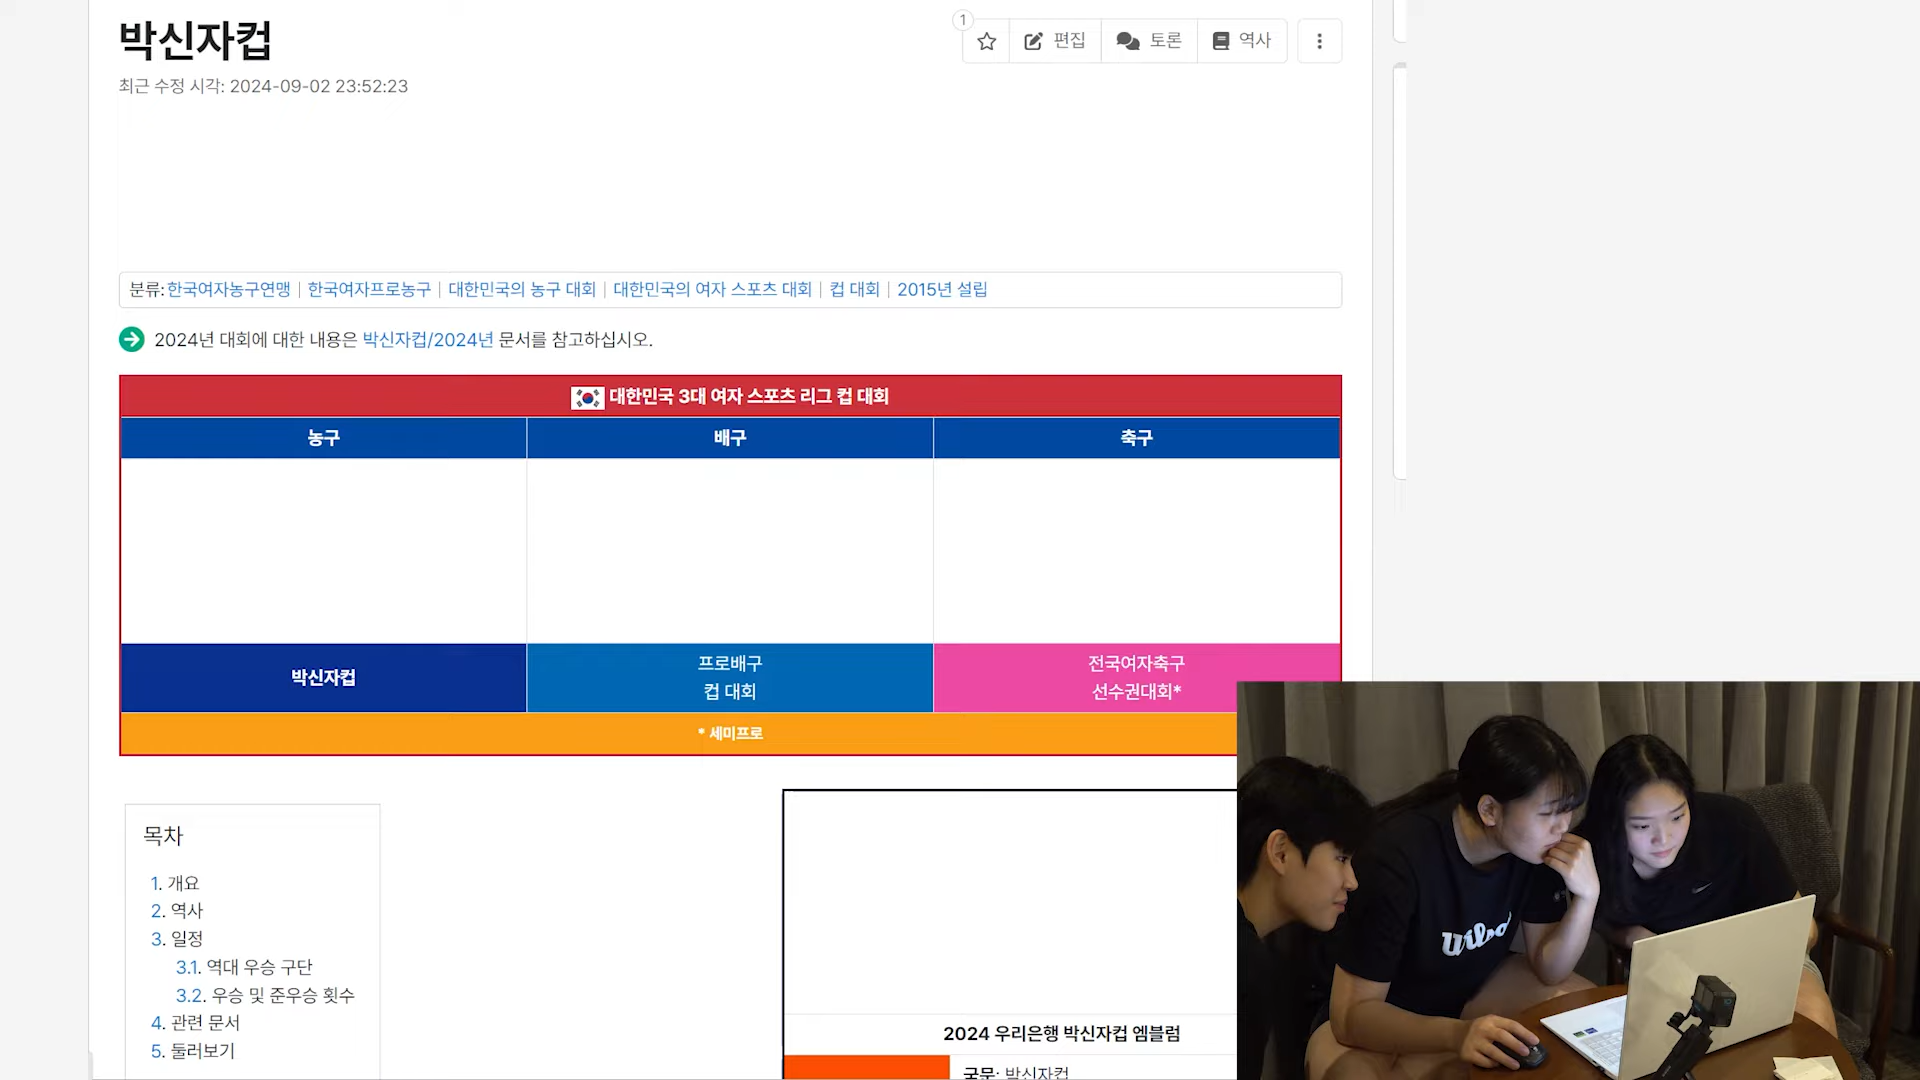 박신자컵
1
편집
토론
역사
최근 수정 시각: 2024-09-02 23:52:23
분류: 한국여자농구연맹 | 한국여자프로농구 | 대한민국의 농구 대회 | 대한민국의 여자 스포츠 대회 | 컵 대회 | 2015년 설립
2024년 대회에 대한 내용은 박신자컵/2024년 문서를 참고하십시오.
대한민국 3대 여자 스포츠 리그 컵 대회
농구
배구
축구
박신자컵
프로배구
컵 대회
전국여자축구
선수권대회*
* 세미프로
목차
1. 개요
2. 역사
3. 일정
3.1. 역대 우승 구단
3.2. 우승 및 준우승 횟수
4. 관련 문서
5. 둘러보기
2024 우리은행 박신자컵 엠블럼
국문: 박신자컵